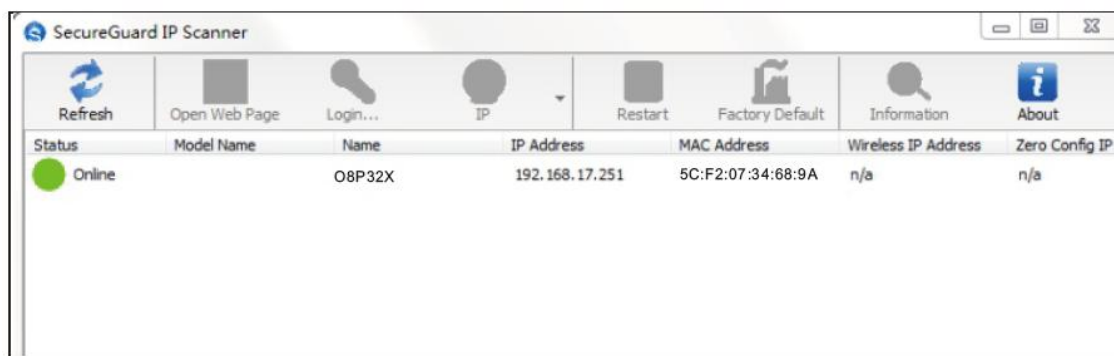 SecureGuard IP Scanner
Refresh Open Web Page Login... IP Restart Factory Default Information About
Status Model Name Name IP Address MAC Address Wireless IP Address Zero Config IP
Online O8P32X 192.168.17.251 5C:F2:07:34:68:9A n/a n/a